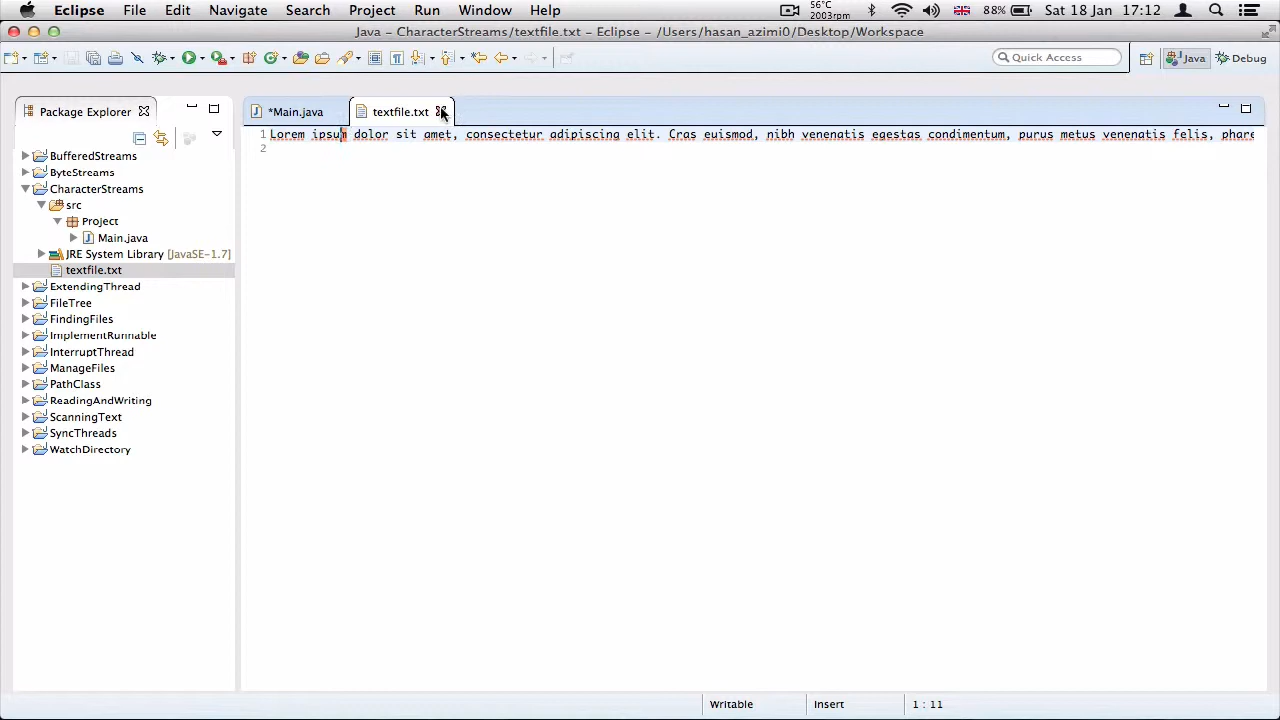 Eclipse File Edit Navigate Search Project Run Window Help 56°C 2003rpm 88% Sat 18 Jan 17:12
Java – CharacterStreams/textfile.txt – Eclipse – /Users/hasan_azimi0/Desktop/Workspace
Quick Access Java Debug
Package Explorer *Main.java textfile.txt
1 Lorem ipsum dolor sit amet, consectetur adipiscing elit. Cras euismod, nibh venenatis egestas condimentum, purus metus venenatis felis, phare
2
BufferedStreams
ByteStreams
CharacterStreams
src
Project
Main.java
JRE System Library [JavaSE-1.7]
textfile.txt
ExtendingThread
FileTree
FindingFiles
ImplementRunnable
InterruptThread
ManageFiles
PathClass
ReadingAndWriting
ScanningText
SyncThreads
WatchDirectory
Writable Insert 1 : 11